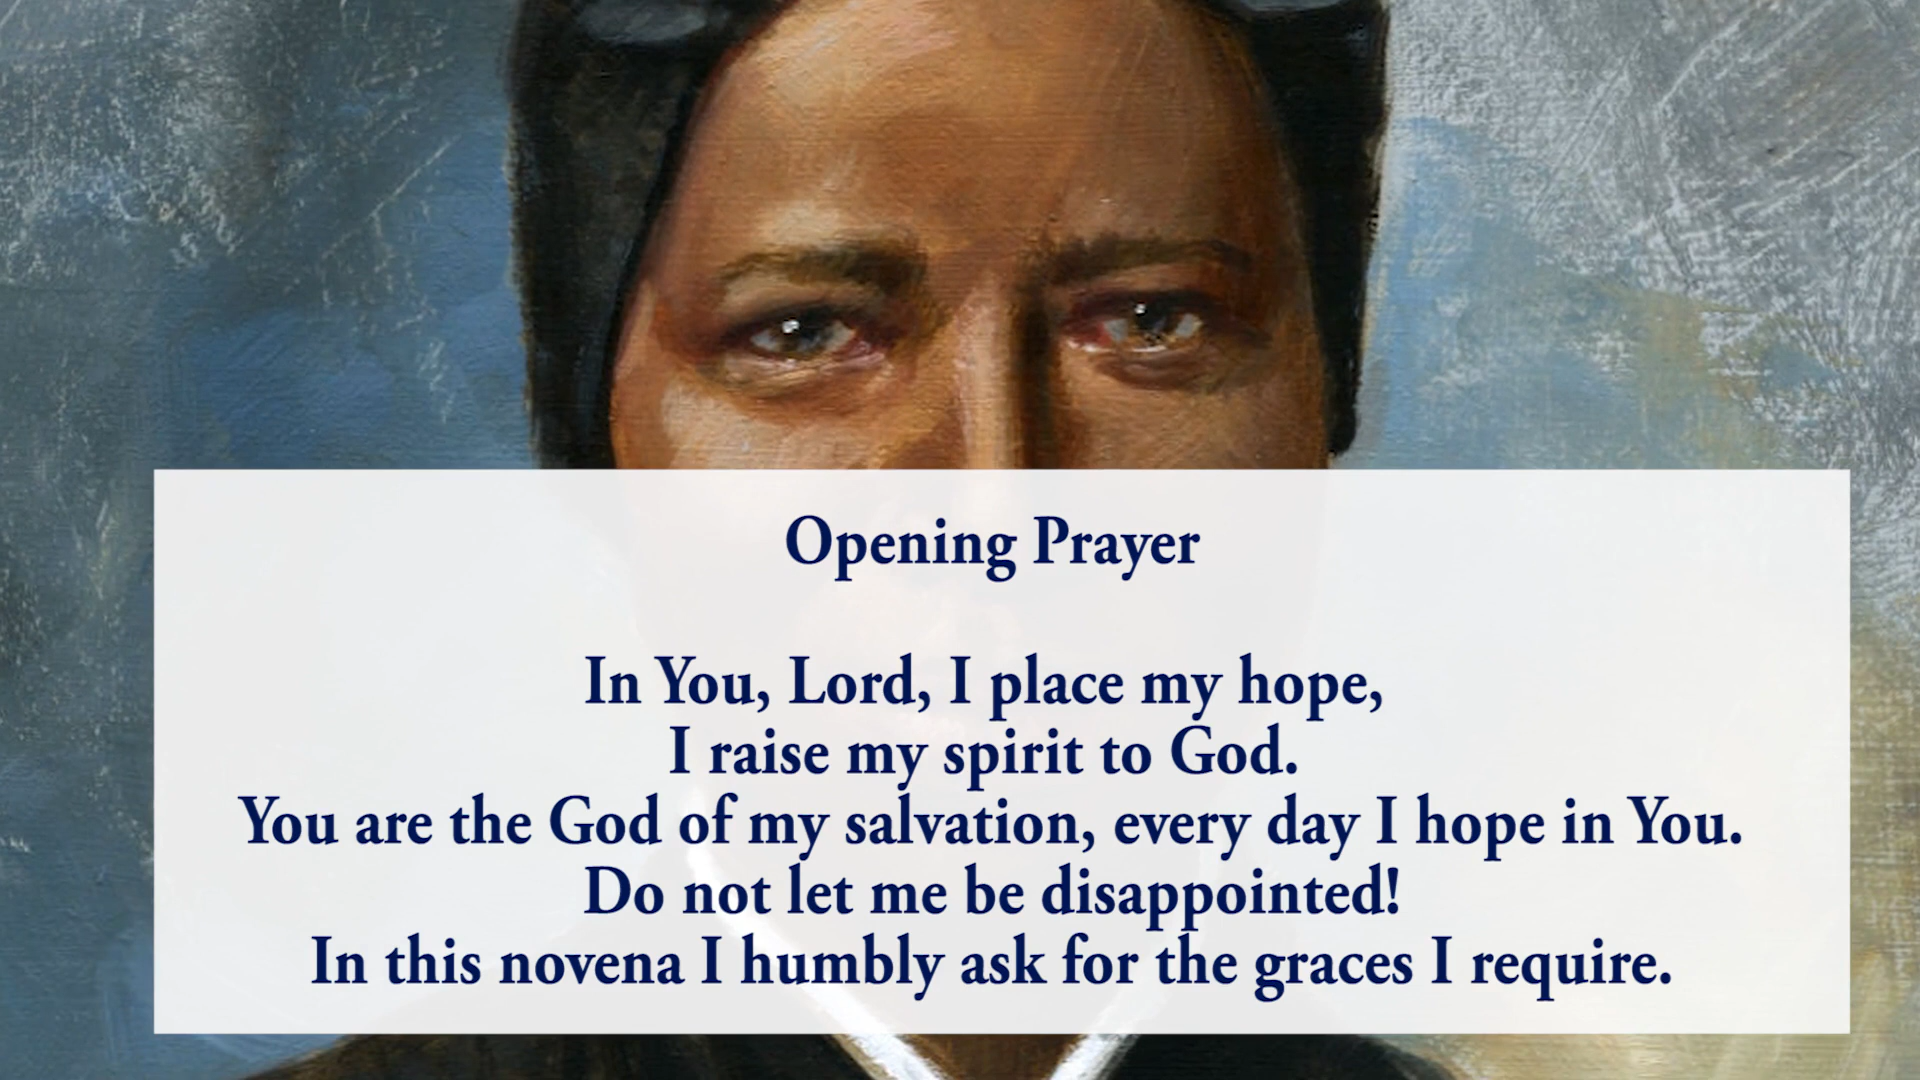 Opening Prayer
In You, Lord, I place my hope,
I raise my spirit to God.
You are the God of my salvation, every day I hope in You.
Do not let me be disappointed!
In this novena I humbly ask for the graces I require.